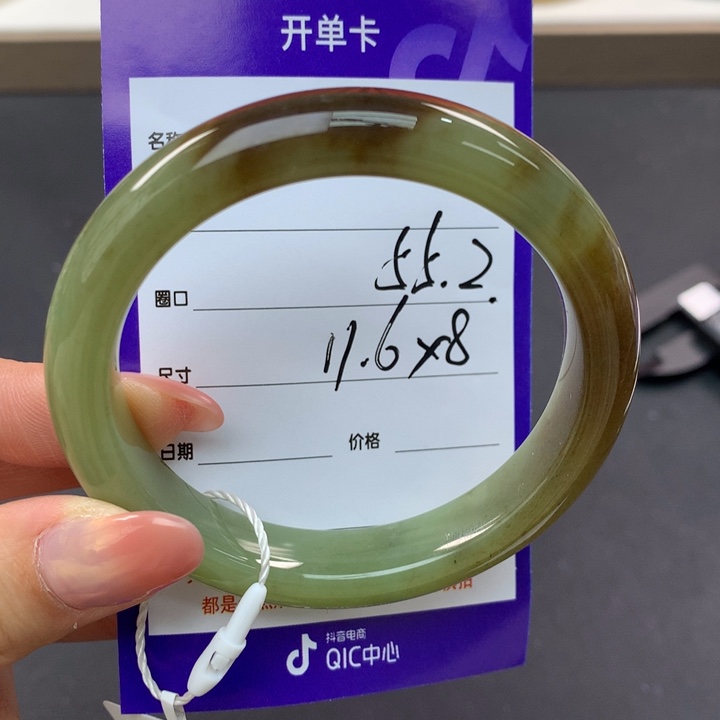 开单卡
名称
圈口 55.2
尺寸 11.6x8
日期 价格
都是
抖音电商
QIC中心